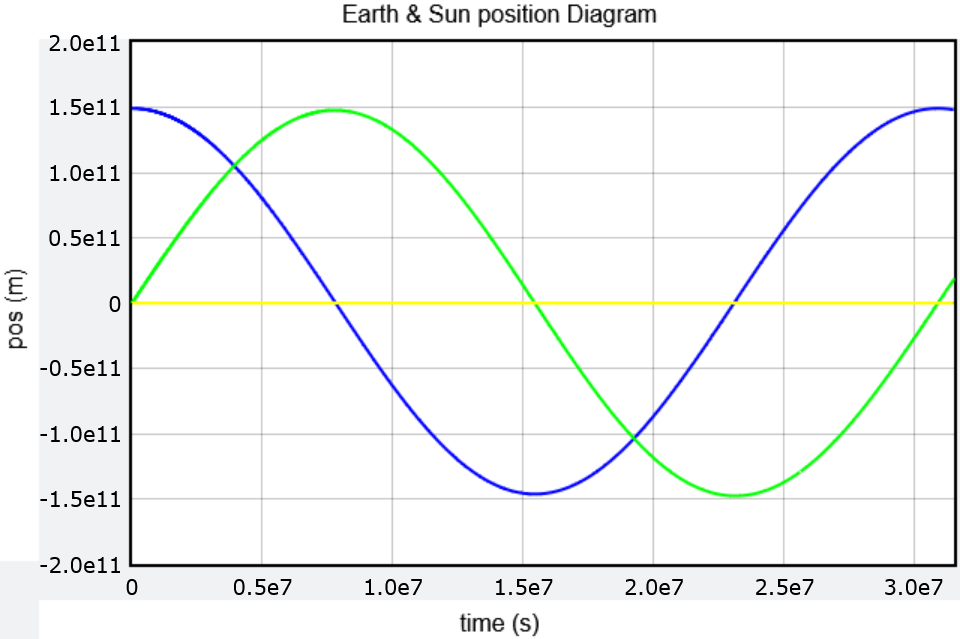 Earth & Sun position Diagram
2.0e11
1.5e11
1.0e11
0.5e11
0
-0.5e11
-1.0e11
-1.5e11
-2.0e11
pos (m)
0 0.5e7 1.0e7 1.5e7 2.0e7 2.5e7 3.0e7
time (s)